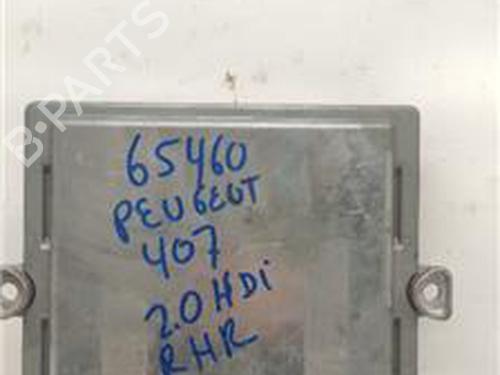 B-PARTS
65460
PEUGEOT
407
2.0 HDi
RHR